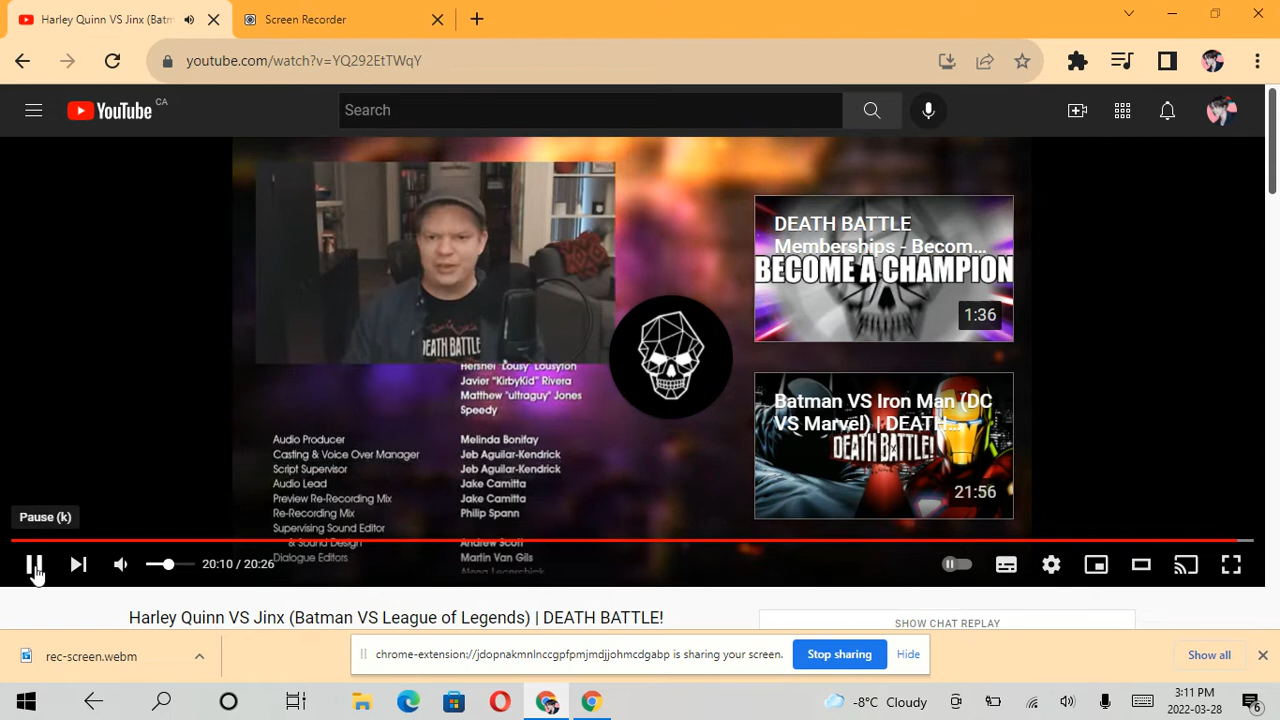 Harley Quinn VS Jinx (Batm
Screen Recorder
youtube.com/watch?v=YQ292EtTWqY
YouTube CA
Search
DEATH BATTLE
DEATH BATTLE
Memberships - Becom...
BECOME A CHAMPION
1:36
Hershel "Lousy" Lousyton
Javier "KirbyKid" Rivera
Matthew "ultraguy" Jones
Speedy
Audio Producer Melinda Bonifay
Casting & Voice Over Manager Jeb Aguilar-Kendrick
Script Supervisor Jeb Aguilar-Kendrick
Audio Lead Jake Camitta
Preview Re-Recording Mix Jake Camitta
Re-Recording Mix Philip Spann
Supervising Sound Editor
& Sound Design Andrew Scott
Dialogue Editors Martin Van Gils
Batman VS Iron Man (DC
VS Marvel) | DEATH...
DEATH BATTLE!
21:56
Pause (k)
20:10 / 20:26
Harley Quinn VS Jinx (Batman VS League of Legends) | DEATH BATTLE!
SHOW CHAT REPLAY
rec-screen.webm
chrome-extension://jdopnakmnlnccgpfpmjmdjjohmcdgabp is sharing your screen.
Stop sharing
Hide
Show all
-8°C Cloudy
3:11 PM
2022-03-28
6